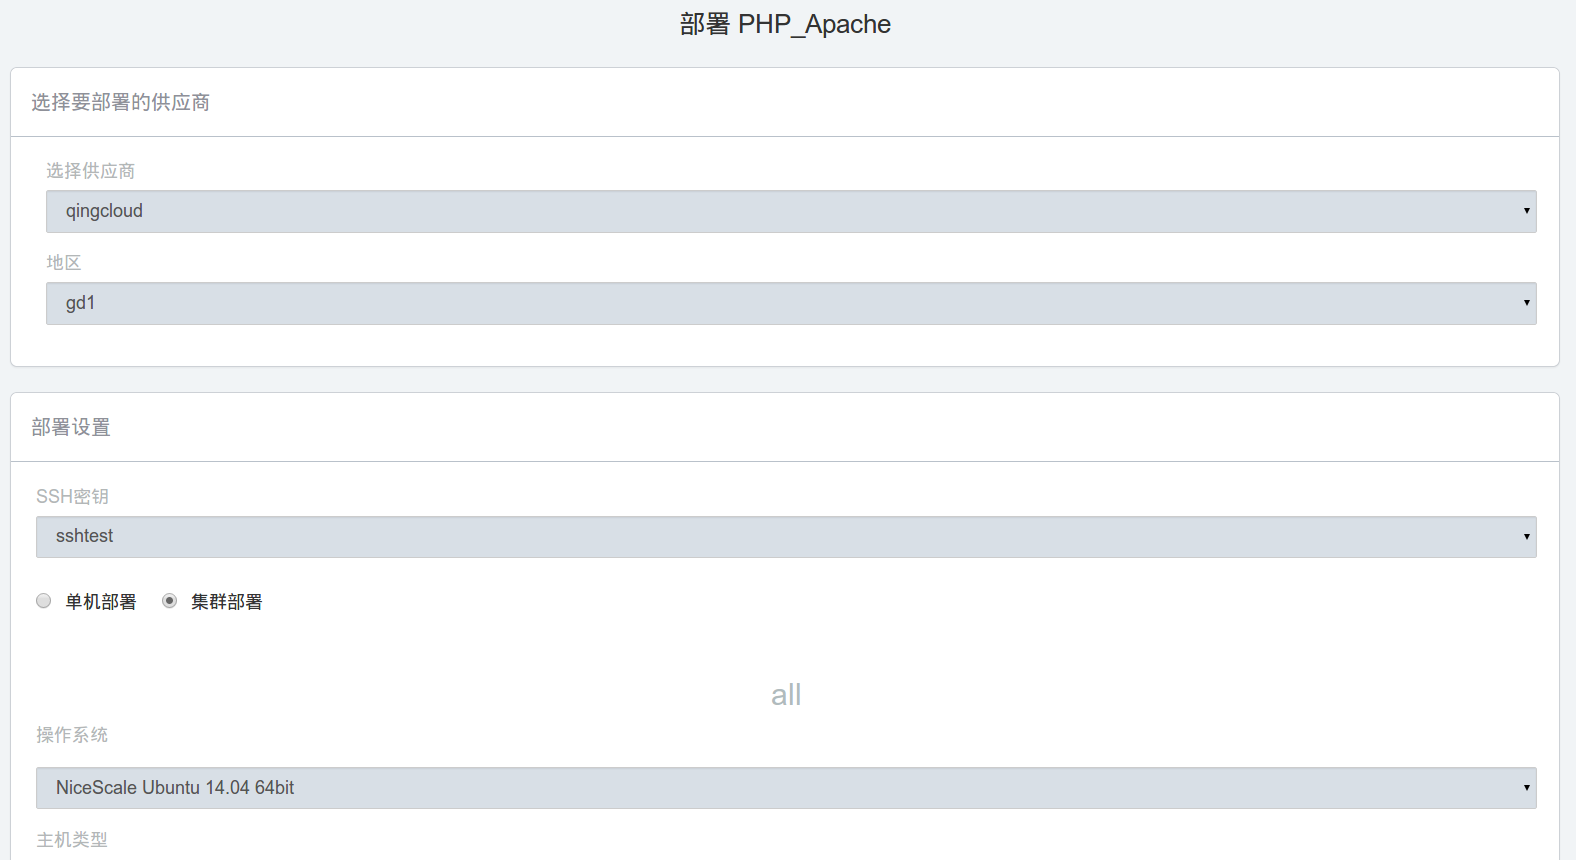 部署 PHP_Apache
选择要部署的供应商
选择供应商
qingcloud
地区
gd1
部署设置
SSH密钥
sshtest
单机部署 集群部署
all
操作系统
NiceScale Ubuntu 14.04 64bit
主机类型